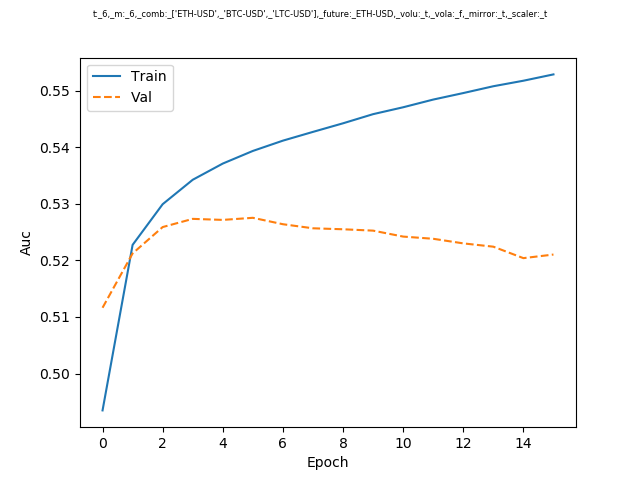 t:_6,_m:_6,_comb:_['ETH-USD',_'BTC-USD',_'LTC-USD'],_future:_ETH-USD,_volu:_t,_vola:_f,_mirror:_t,_scaler:_t
Train
Val
0.55
0.54
0.53
0.52
0.51
0.50
Auc
0 2 4 6 8 10 12 14
Epoch